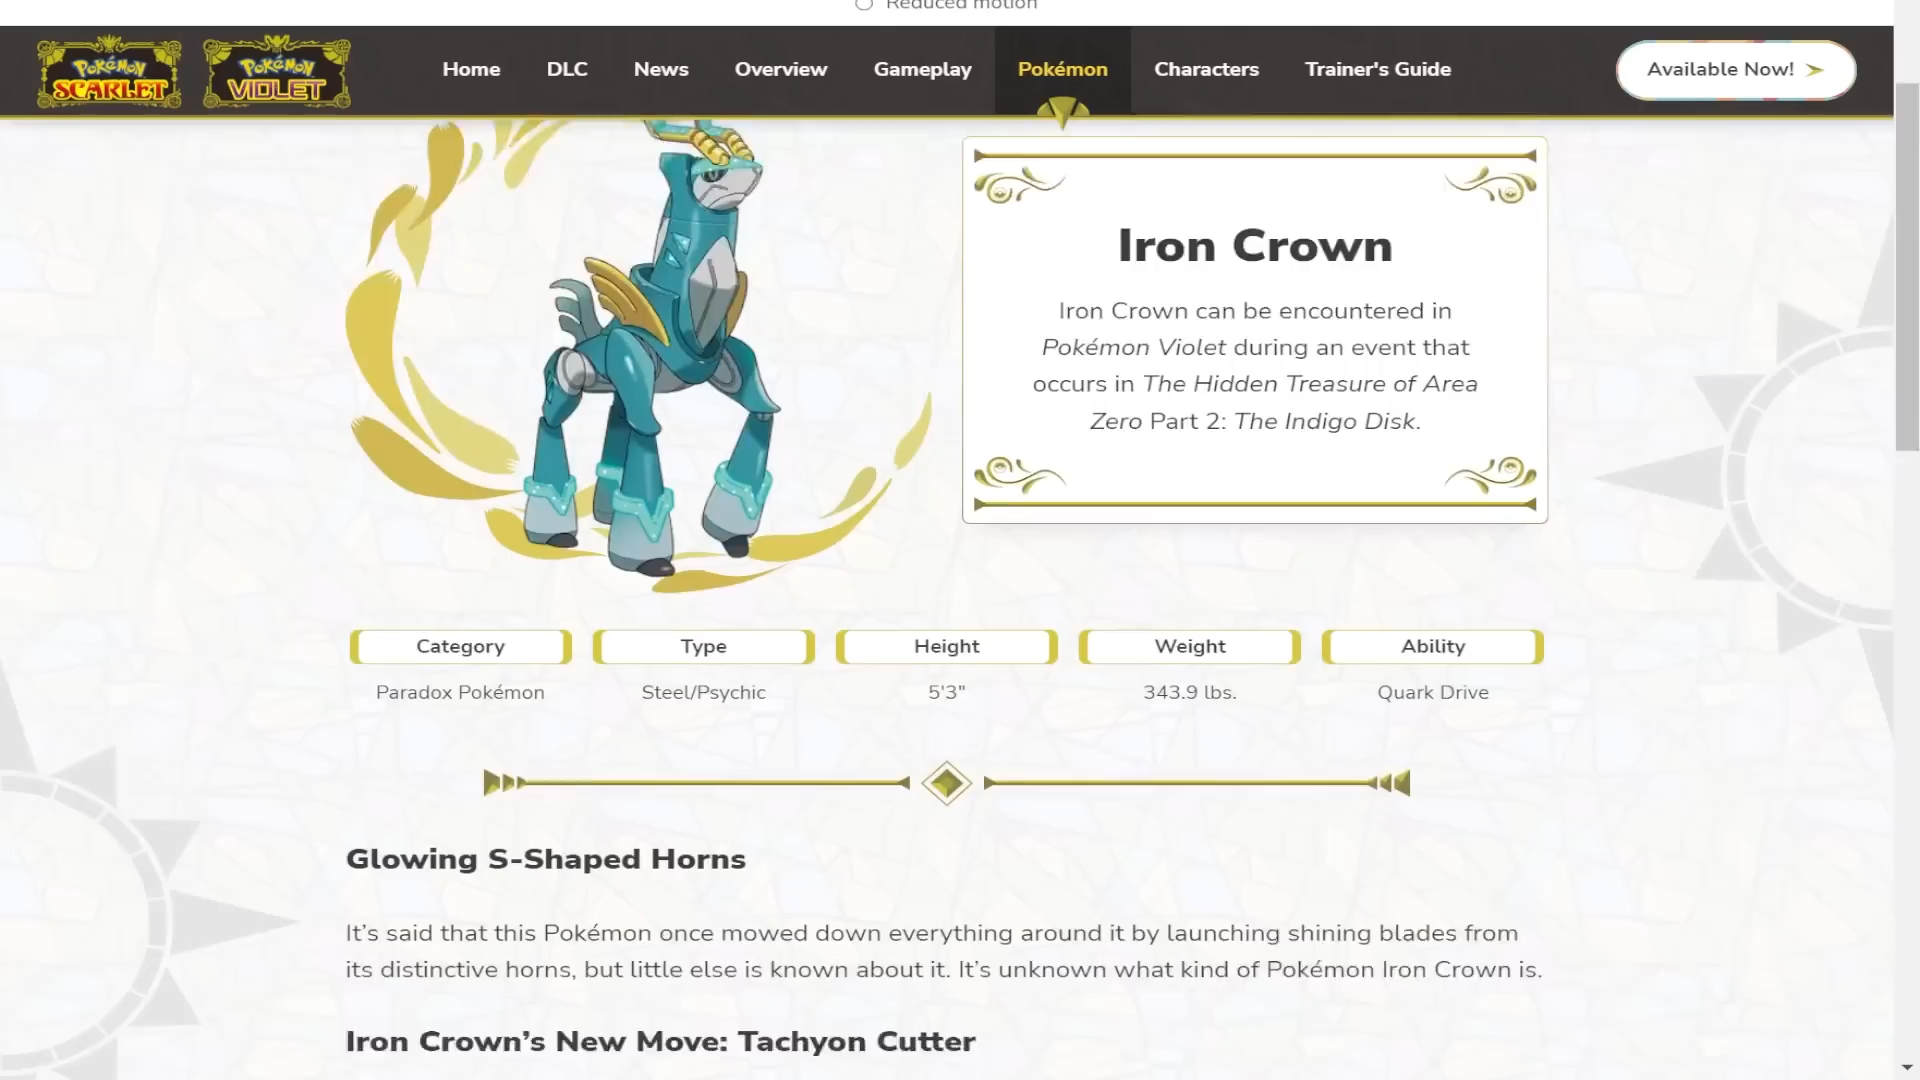 Reduced motion
Pokémon
SCARLET
Pokémon
VIOLET
Home
DLC
News
Overview
Gameplay
Pokémon
Characters
Trainer's Guide
Available Now!
Iron Crown
Iron Crown can be encountered in
Pokémon Violet during an event that
occurs in The Hidden Treasure of Area
Zero Part 2: The Indigo Disk.
Category
Type
Height
Weight
Ability
Paradox Pokémon
Steel/Psychic
5'3"
343.9 lbs.
Quark Drive
Glowing S-Shaped Horns
It’s said that this Pokémon once mowed down everything around it by launching shining blades from
its distinctive horns, but little else is known about it. It’s unknown what kind of Pokémon Iron Crown is.
Iron Crown’s New Move: Tachyon Cutter